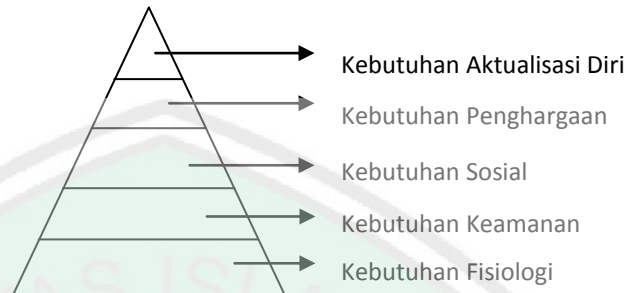 Kebutuhan Aktualisasi Diri
Kebutuhan Penghargaan
Kebutuhan Sosial
Kebutuhan Keamanan
Kebutuhan Fisiologi